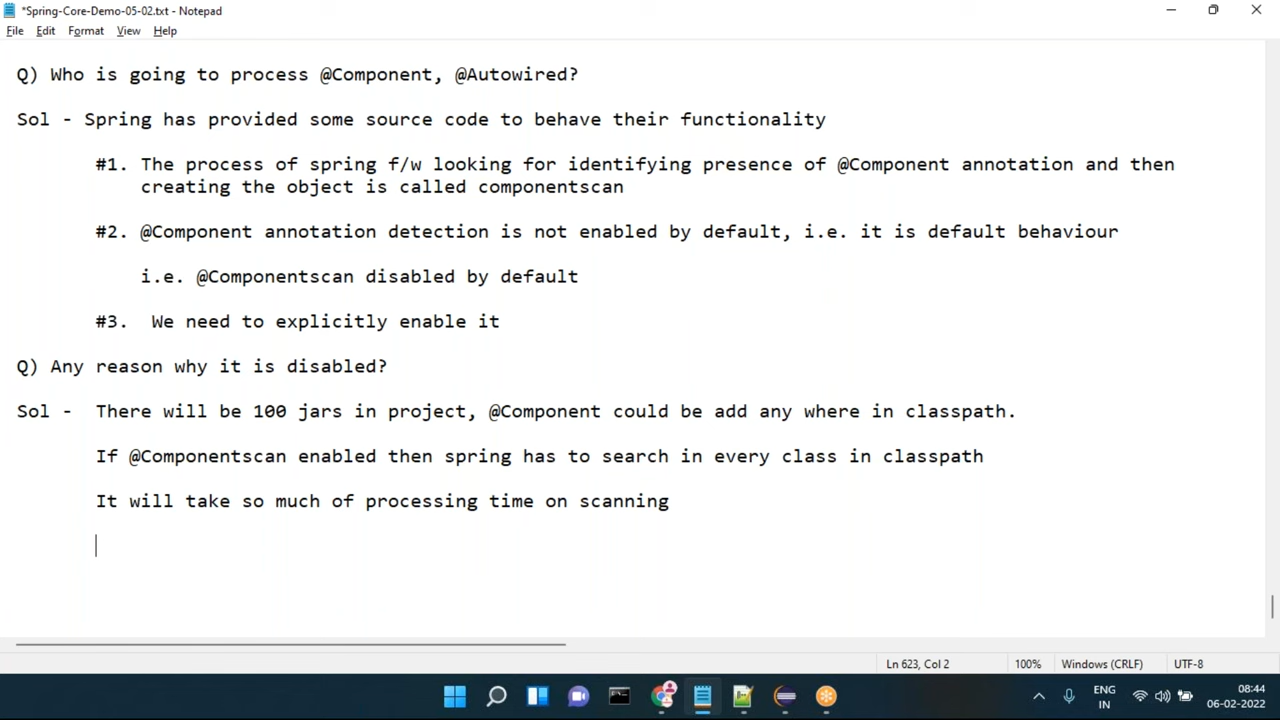 *Spring-Core-Demo-05-02.txt - Notepad
File Edit Format View Help
Q) Who is going to process @Component, @Autowired?
Sol - Spring has provided some source code to behave their functionality
#1. The process of spring f/w looking for identifying presence of @Component annotation and then
creating the object is called componentscan
#2. @Component annotation detection is not enabled by default, i.e. it is default behaviour
i.e. @Componentscan disabled by default
#3. We need to explicitly enable it
Q) Any reason why it is disabled?
Sol - There will be 100 jars in project, @Component could be add any where in classpath.
If @Componentscan enabled then spring has to search in every class in classpath
It will take so much of processing time on scanning
Ln 623, Col 2 100% Windows (CRLF) UTF-8
ENG 08:44
IN 06-02-2022